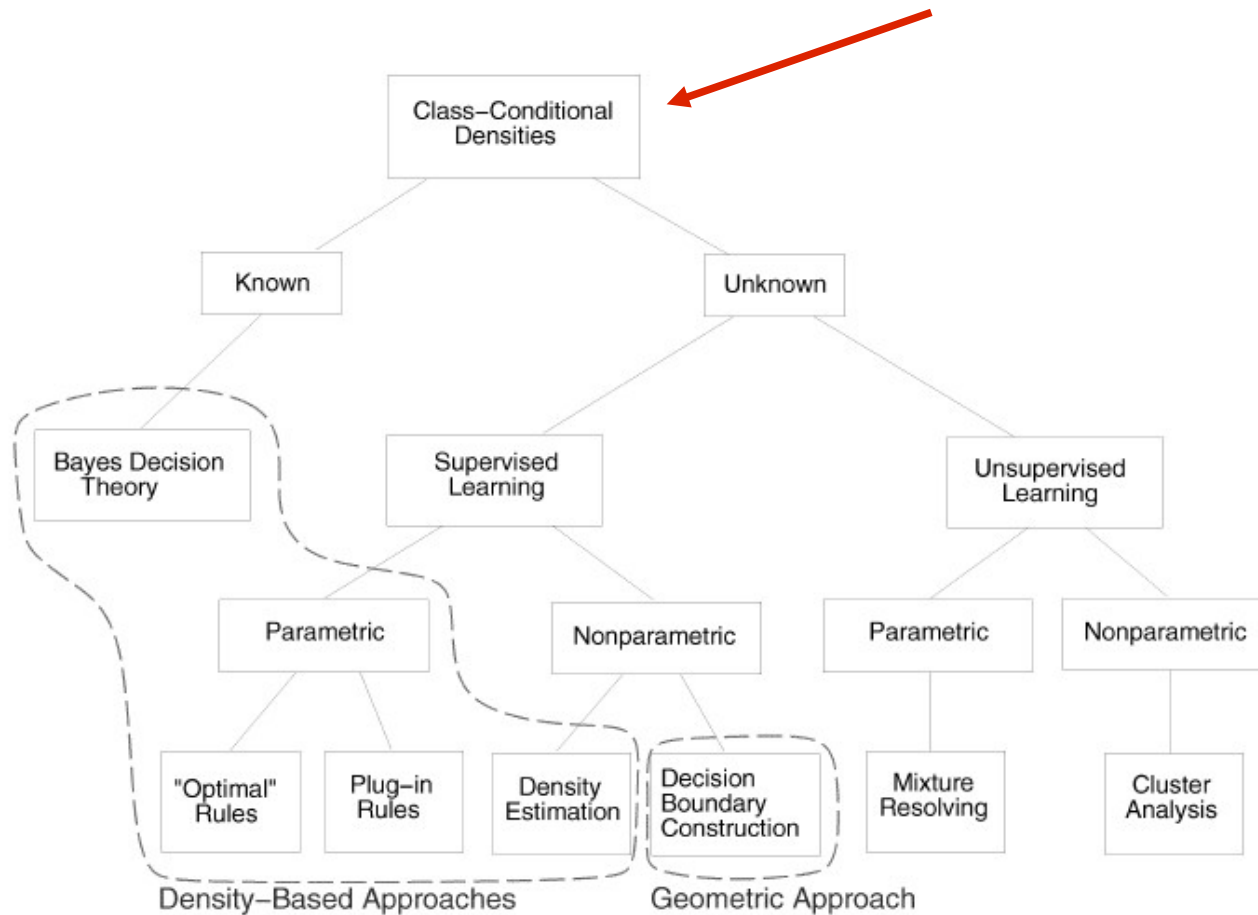 Class–Conditional
Densities
Known
Unknown
Bayes Decision
Theory
Supervised
Learning
Unsupervised
Learning
Parametric
Nonparametric
Parametric
Nonparametric
"Optimal"
Rules
Plug–in
Rules
Density
Estimation
Decision
Boundary
Construction
Mixture
Resolving
Cluster
Analysis
Density–Based Approaches
Geometric Approach